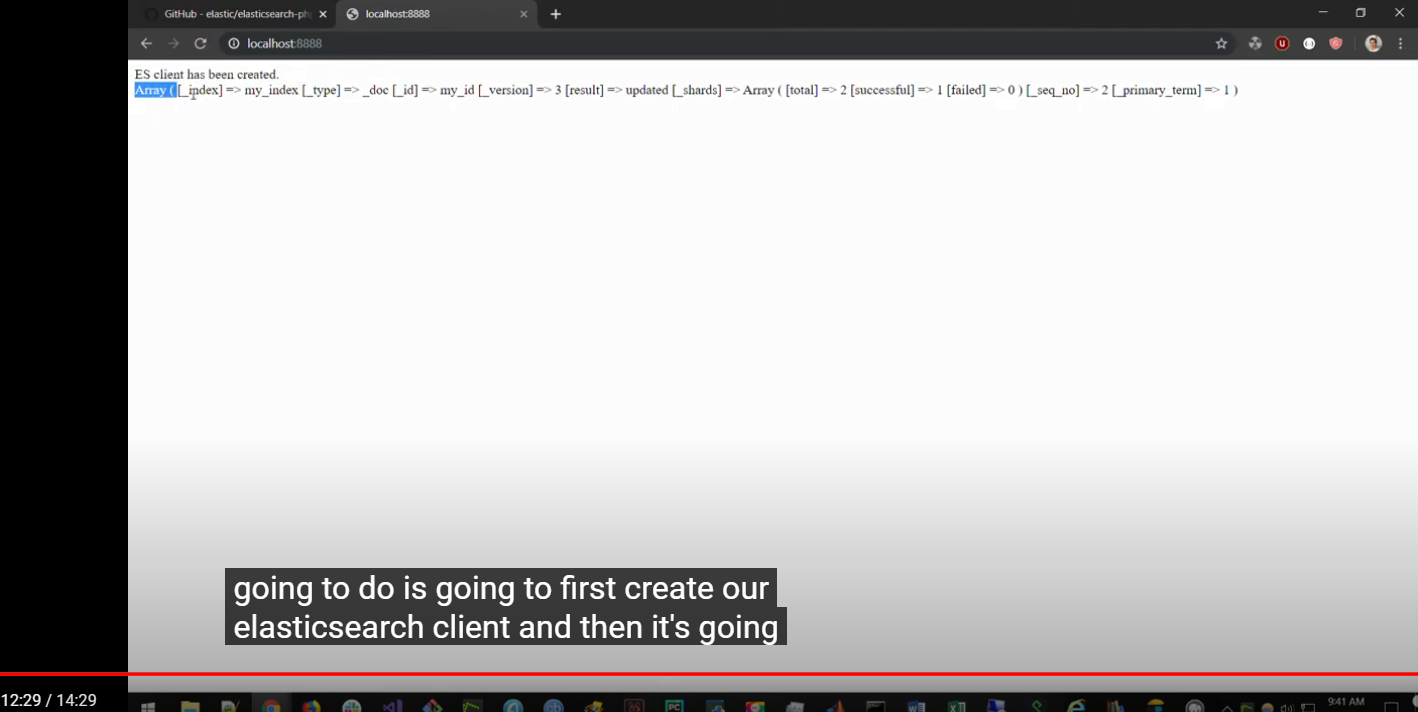 GitHub - elastic/elasticsearch-ph
localhost:8888
localhost:8888
ES client has been created.
Array ( [_index] => my_index [_type] => _doc [_id] => my_id [_version] => 3 [result] => updated [_shards] => Array ( [total] => 2 [successful] => 1 [failed] => 0 ) [_seq_no] => 2 [_primary_term] => 1 )
going to do is going to first create our
elasticsearch client and then it's going
12:29 / 14:29
9:41 AM